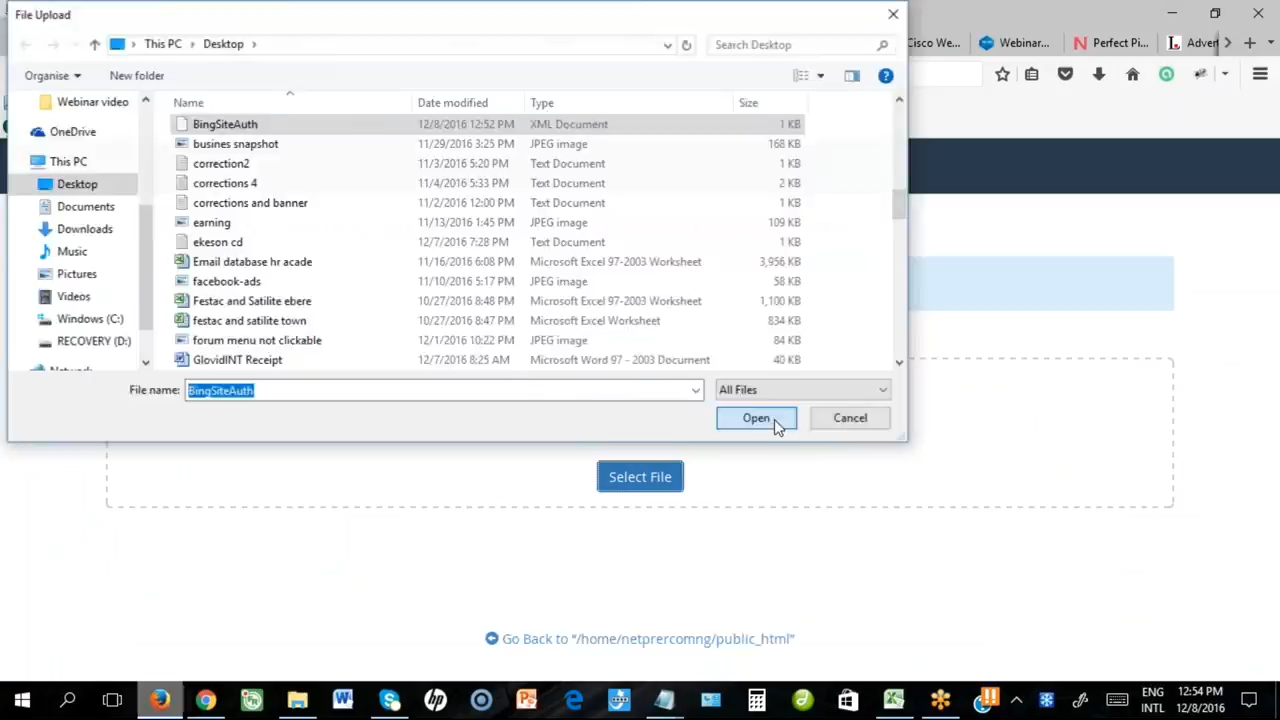 File Upload
This PC
Desktop
Search Desktop
Cisco We...
Webinar...
Perfect Pi...
Advert
Organise
New folder
Webinar video
OneDrive
This PC
Desktop
Documents
Downloads
Music
Pictures
Videos
Windows (C:)
RECOVERY (D:)
Name Date modified Type Size
BingSiteAuth 12/8/2016 12:52 PM XML Document 1 KB
busines snapshot 11/29/2016 3:25 PM JPEG image 168 KB
correction2 11/3/2016 5:20 PM Text Document 1 KB
corrections 4 11/4/2016 5:33 PM Text Document 2 KB
corrections and banner 11/2/2016 12:00 PM Text Document 1 KB
earning 11/13/2016 1:45 PM JPEG image 109 KB
ekeson cd 12/7/2016 7:28 PM Text Document 1 KB
Email database hr acade 11/16/2016 6:08 PM Microsoft Excel 97-2003 Worksheet 3,956 KB
facebook-ads 11/10/2016 5:17 PM JPEG image 58 KB
Festac and Satilite ebere 10/27/2016 8:48 PM Microsoft Excel 97-2003 Worksheet 1,100 KB
festac and satilite town 10/27/2016 8:47 PM Microsoft Excel Worksheet 834 KB
forum menu not clickable 12/1/2016 10:22 PM JPEG image 84 KB
GlovidINT Receipt 12/7/2016 8:25 AM Microsoft Word 97 - 2003 Document 40 KB
File name: BingSiteAuth All Files
Open Cancel
Select File
Go Back to "/home/netprercomng/public_html"
ENG 12:54 PM
INTL 12/8/2016